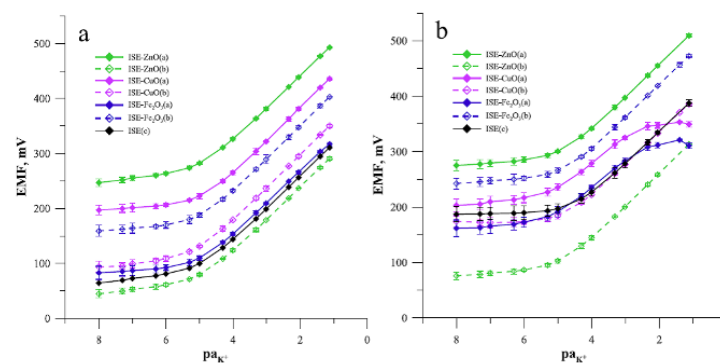 a
ISE-ZnO(a)
ISE-ZnO(b)
ISE-CuO(a)
ISE-CuO(b)
ISE-Fe₂O₃(a)
ISE-Fe₂O₃(b)
ISE(c)
EMF, mV
500
400
300
200
100
0
8 6 4 2 0
paK⁺
b
ISE-ZnO(a)
ISE-ZnO(b)
ISE-CuO(a)
ISE-CuO(b)
ISE-Fe₂O₃(a)
ISE-Fe₂O₃(b)
ISE(c)
EMF, mV
500
400
300
200
100
0
8 6 4 2
paK⁺